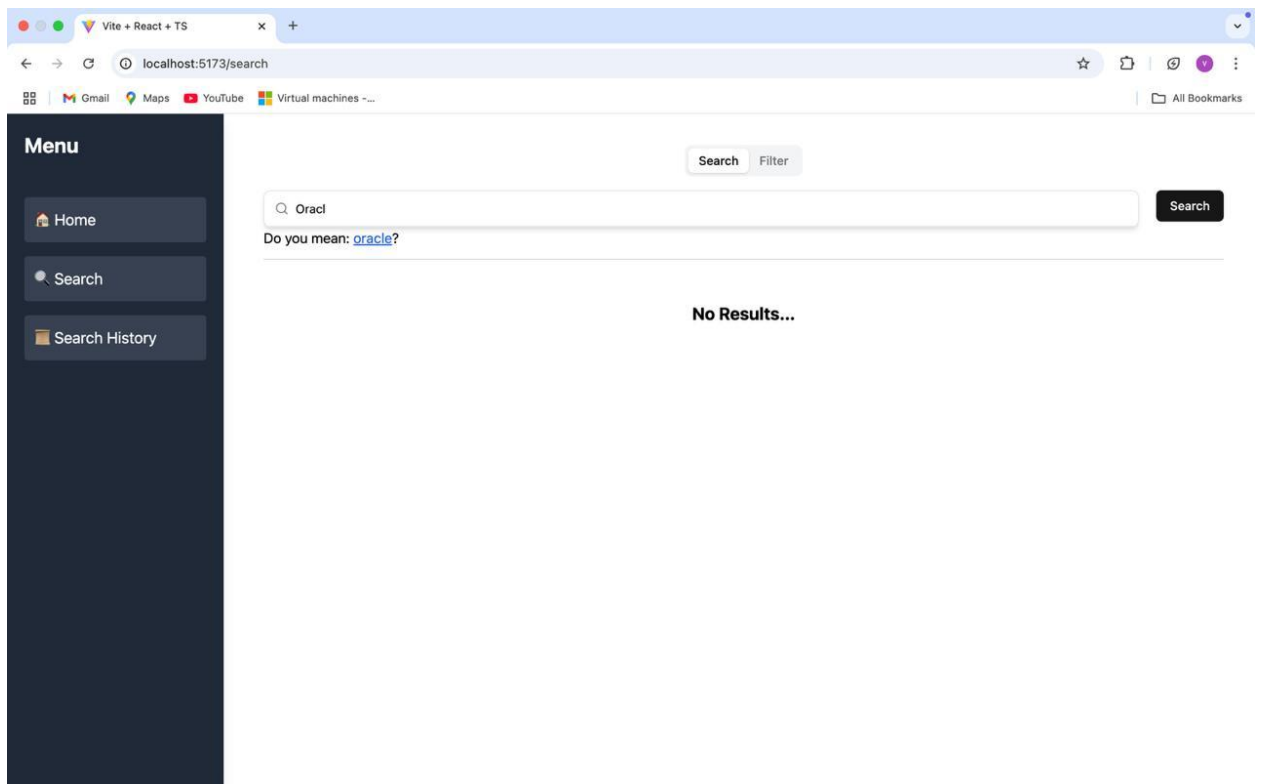 Vite + React + TS
localhost:5173/search
Gmail Maps YouTube Virtual machines -... All Bookmarks
Menu
Home
Search
Search History
Search Filter
Oracl Search
Do you mean: oracle?
No Results...